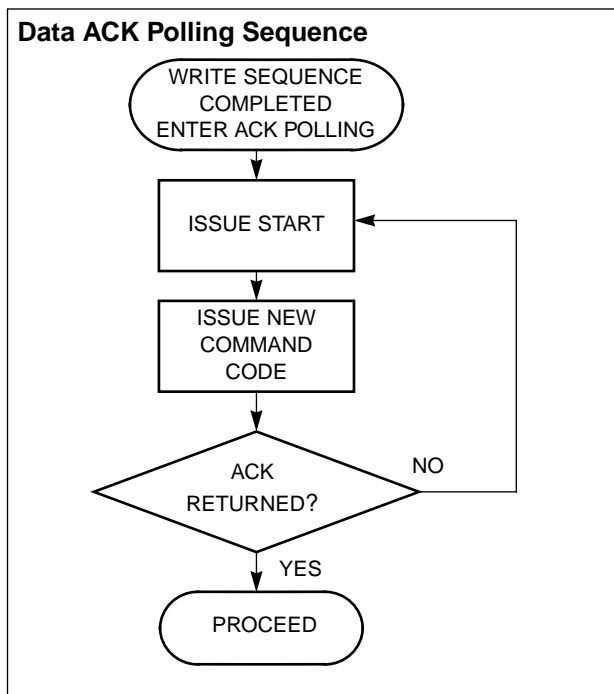 Data ACK Polling Sequence
WRITE SEQUENCE
COMPLETED
ENTER ACK POLLING
ISSUE START
ISSUE NEW
COMMAND
CODE
ACK
RETURNED?
NO
YES
PROCEED